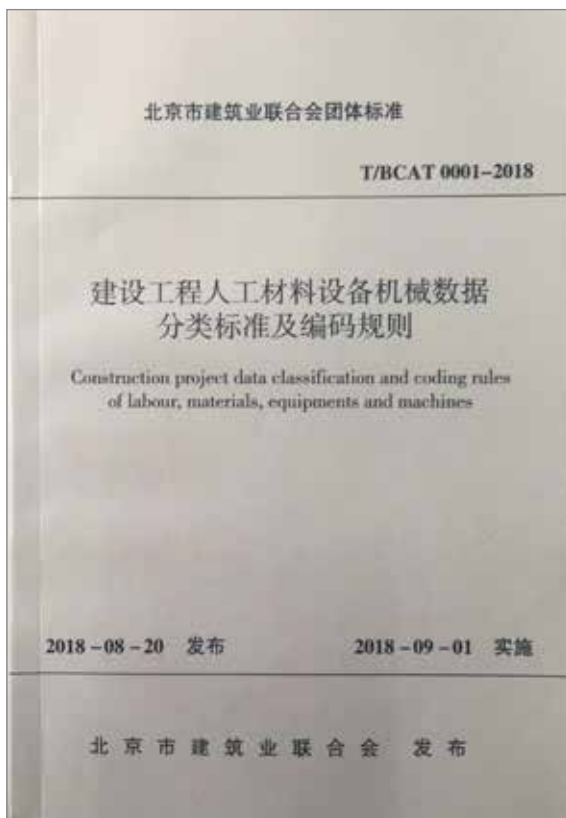 北京市建筑业联合会团体标准
T/BCAT 0001-2018
建设工程人工材料设备机械数据
分类标准及编码规则
Construction project data classification and coding rules
of labour, materials, equipments and machines
2018-08-20 发布 2018-09-01 实施
北京市建筑业联合会 发布